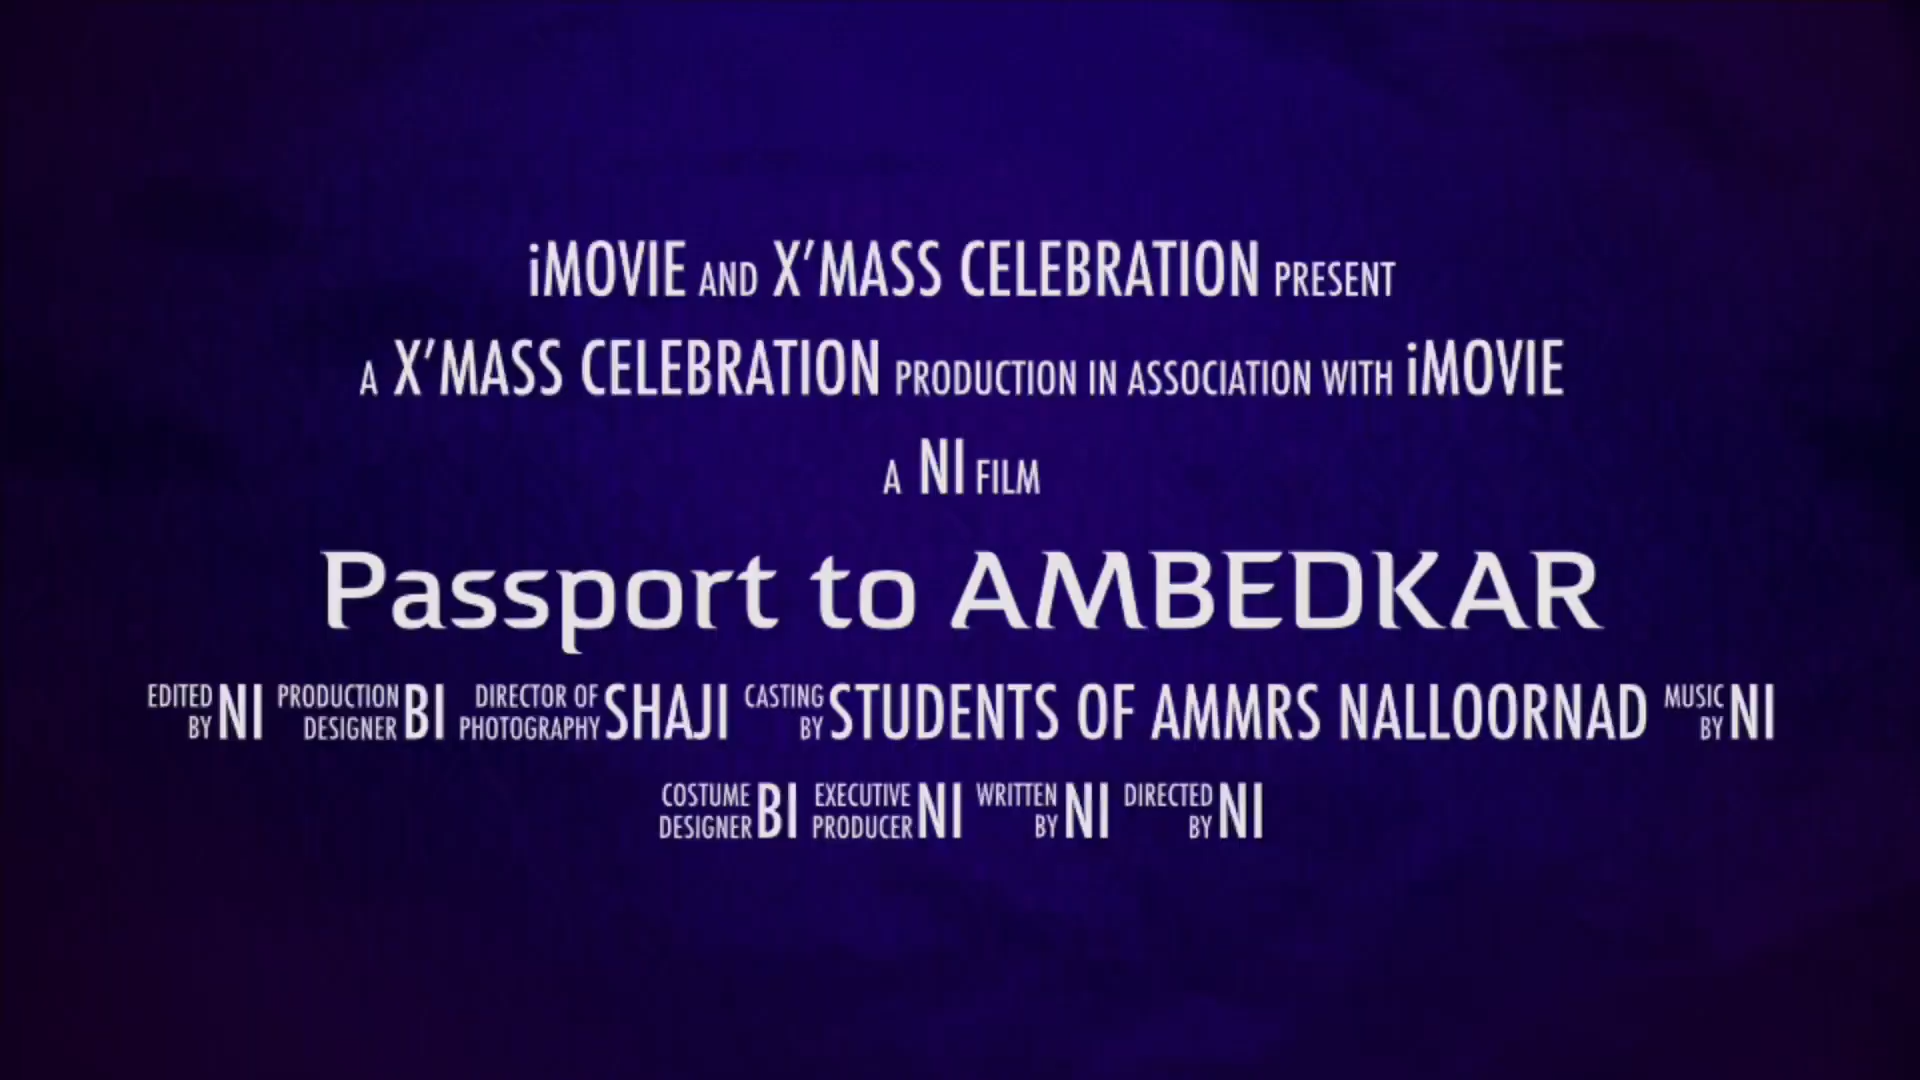 iMOVIE AND X'MASS CELEBRATION PRESENT
A X'MASS CELEBRATION PRODUCTION IN ASSOCIATION WITH iMOVIE
A NI FILM
Passport to AMBEDKAR
EDITED BY NI PRODUCTION DESIGNER BI DIRECTOR OF PHOTOGRAPHY SHAJI CASTING BY STUDENTS OF AMMRS NALLOORNAD MUSIC BY NI
COSTUME DESIGNER BI EXECUTIVE PRODUCER NI WRITTEN BY NI DIRECTED BY NI